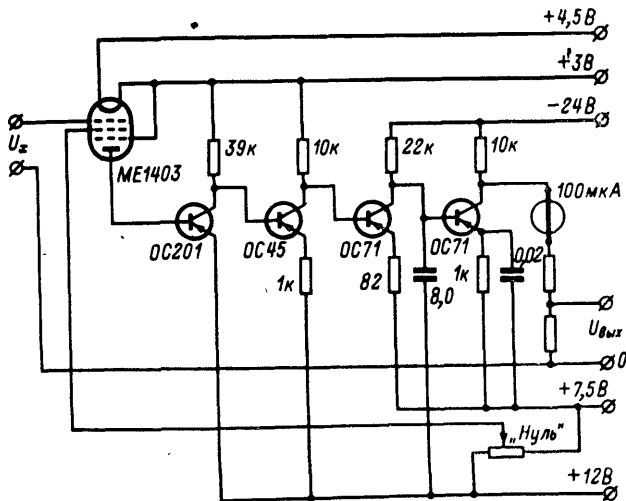 +4,5В
+3В
-24В
Uх
МЕ1403
39к
10к
22к
10к
100мкА
ОС201
ОС45
ОС71
ОС71
1к
82
8,0
1к
0,02
Uвых
0
+7,5В
„Нуль"
+12В